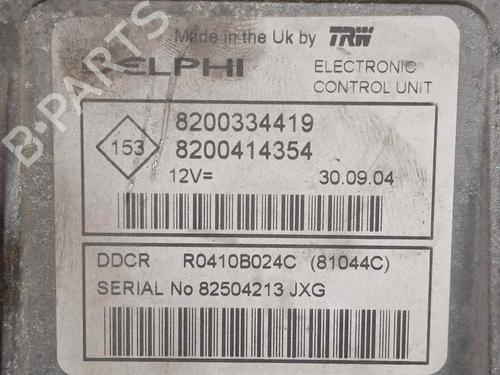 Made in the Uk by TRW
DELPHI
ELECTRONIC
CONTROL UNIT
153
8200334419
8200414354
12V=
30.09.04
DDCR R0410B024C (81044C)
SERIAL No 82504213 JXG
B-PARTS